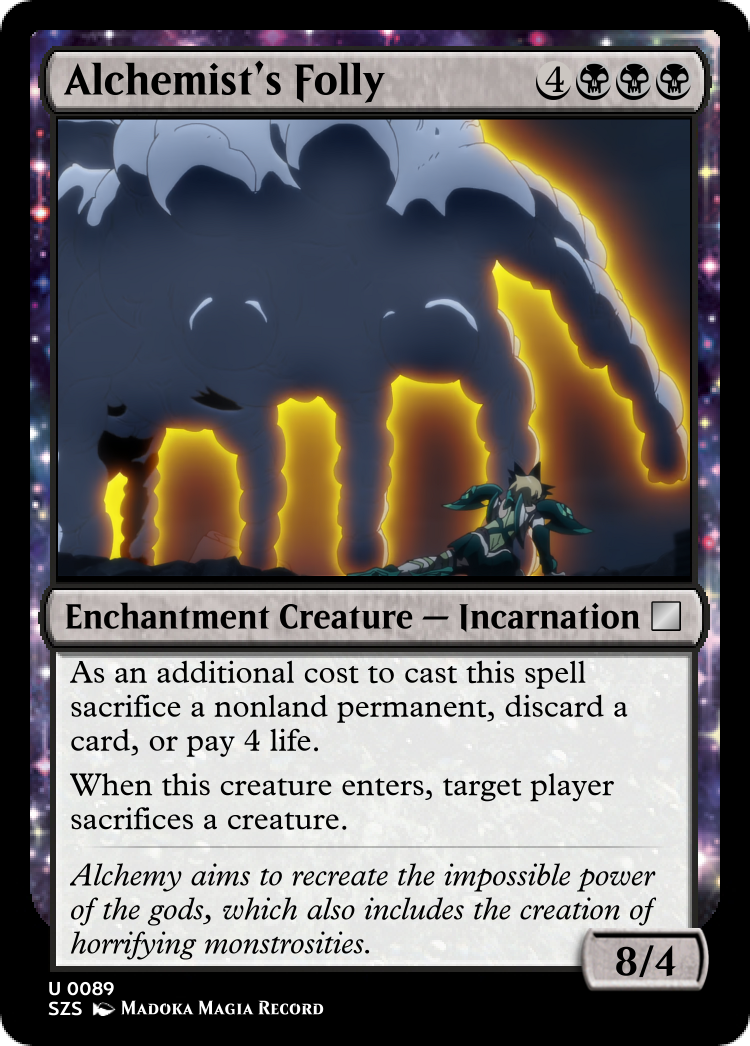 Alchemist's Folly 4
Enchantment Creature — Incarnation
As an additional cost to cast this spell
sacrifice a nonland permanent, discard a
card, or pay 4 life.
When this creature enters, target player
sacrifices a creature.
Alchemy aims to recreate the impossible power
of the gods, which also includes the creation of
horrifying monstrosities.
8/4
U 0089
SZS Madoka Magia Record